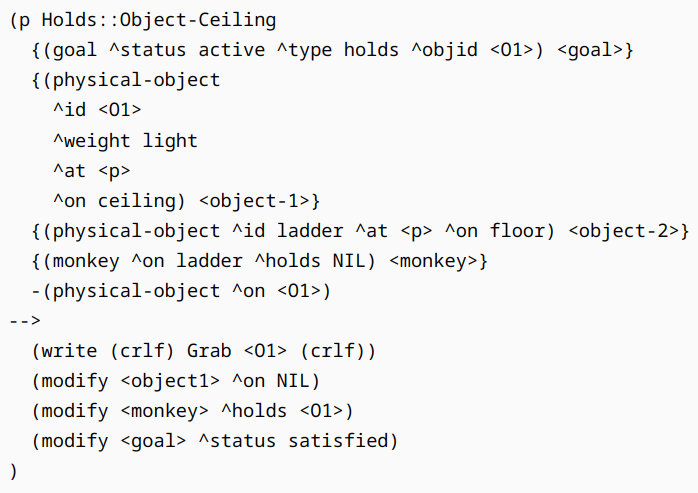 (p Holds::Object-Ceiling
  {(goal ^status active ^type holds ^objid <O1>) <goal>}
  {(physical-object
    ^id <O1>
    ^weight light
    ^at <p>
    ^on ceiling) <object-1>}
  {(physical-object ^id ladder ^at <p> ^on floor) <object-2>}
  {(monkey ^on ladder ^holds NIL) <monkey>}
  -(physical-object ^on <O1>)
-->
  (write (crlf) Grab <O1> (crlf))
  (modify <object1> ^on NIL)
  (modify <monkey> ^holds <O1>)
  (modify <goal> ^status satisfied)
)